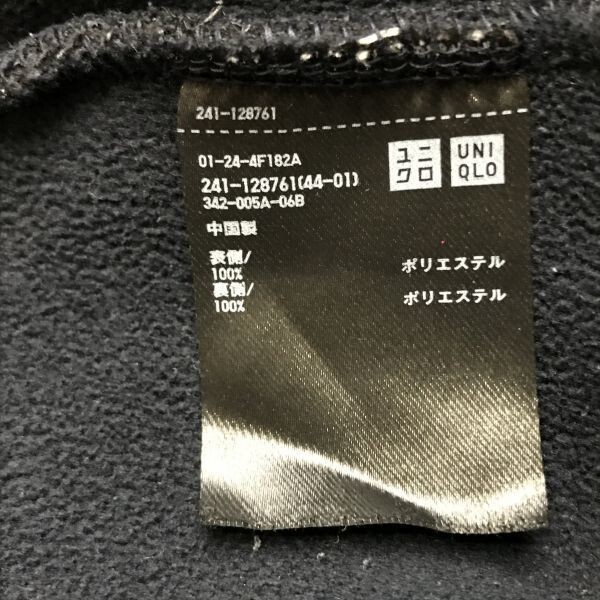 241-128761
01-24-4F182A
241-128761(44-01)
342-005A-06B
ユニ
クロ
UNI
QLO
中国製
表側/
100% ポリエステル
裏側/
100% ポリエステル